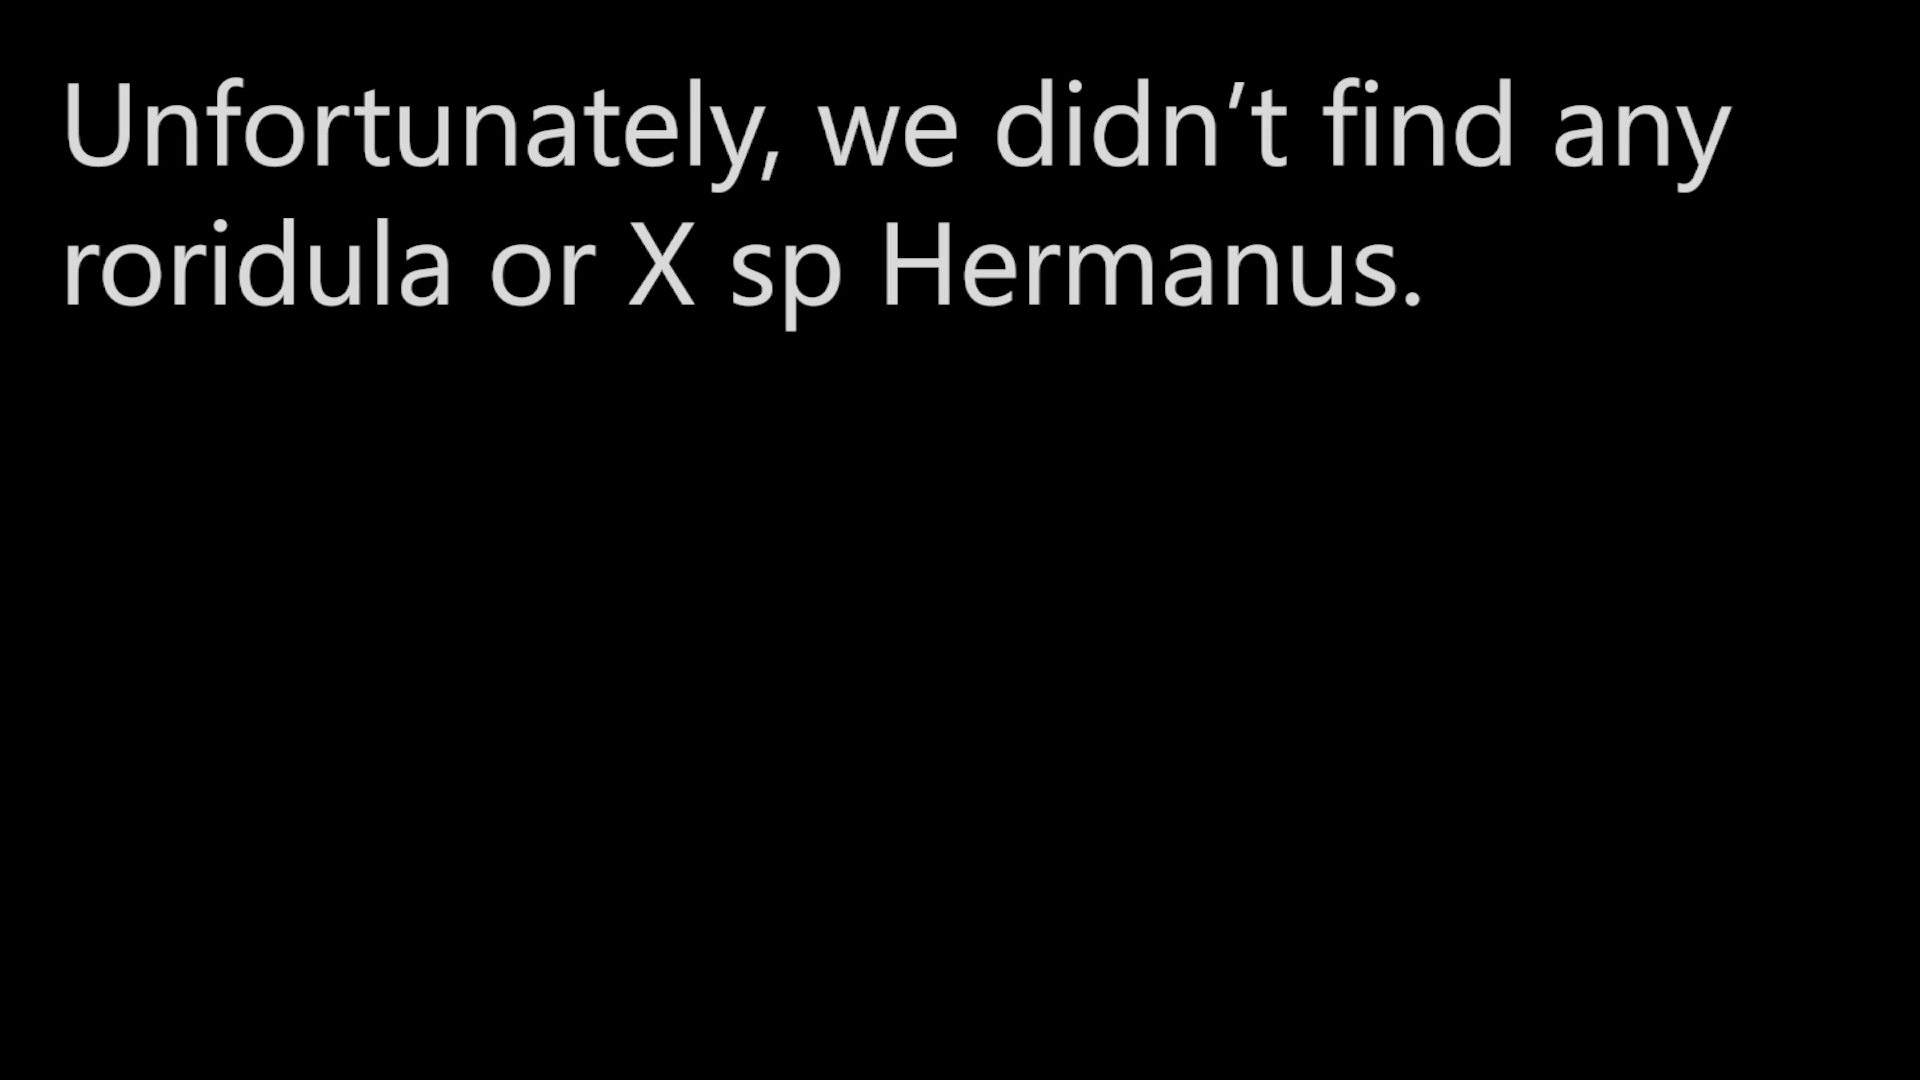 Unfortunately, we didn’t find any
roridula or X sp Hermanus.